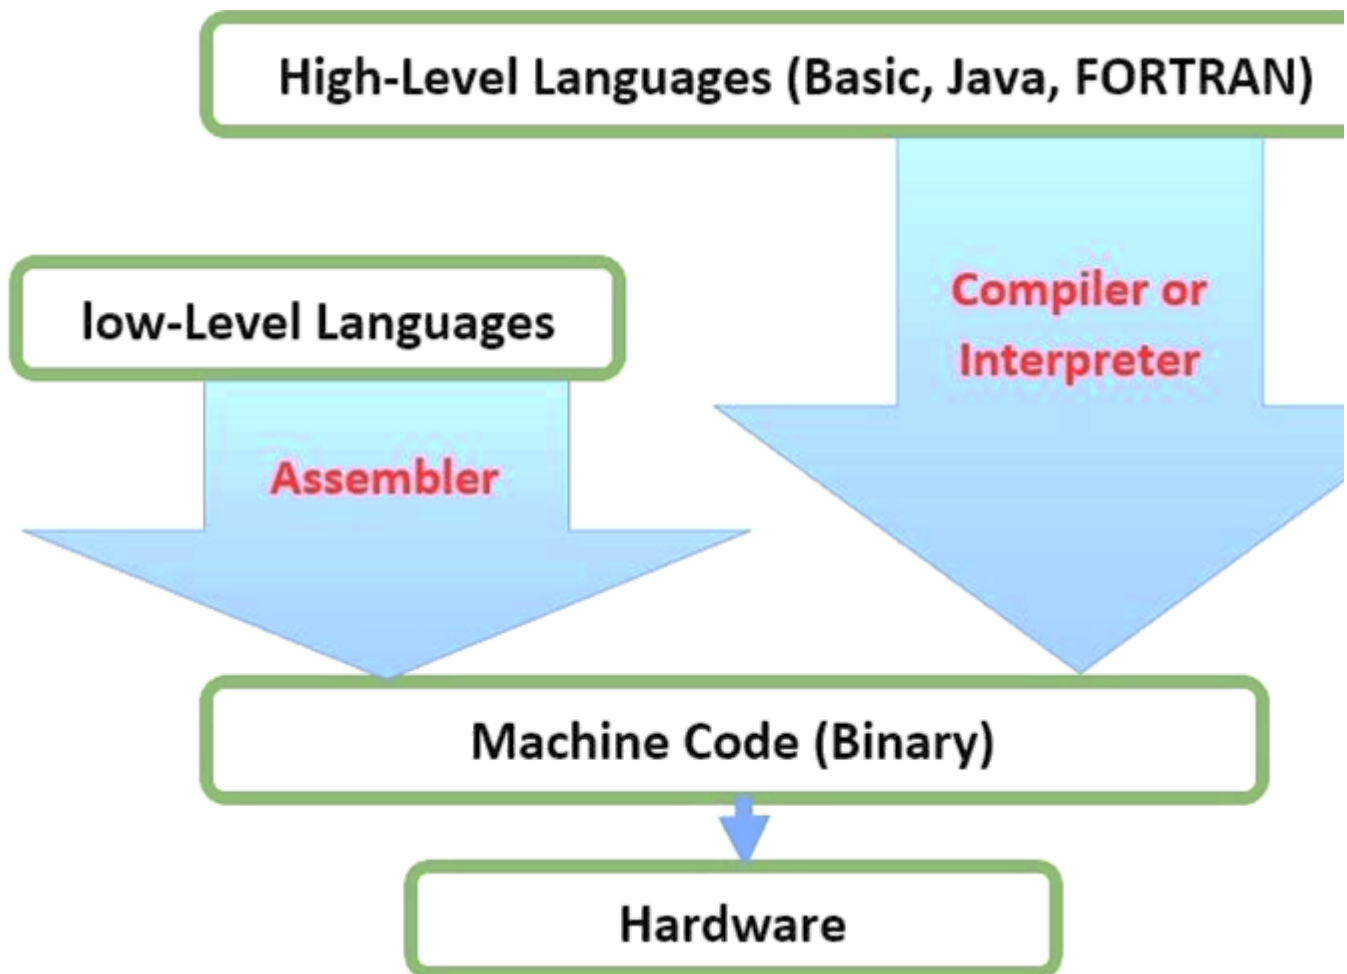 High-Level Languages (Basic, Java, FORTRAN)
low-Level Languages
Compiler or
Interpreter
Assembler
Machine Code (Binary)
Hardware